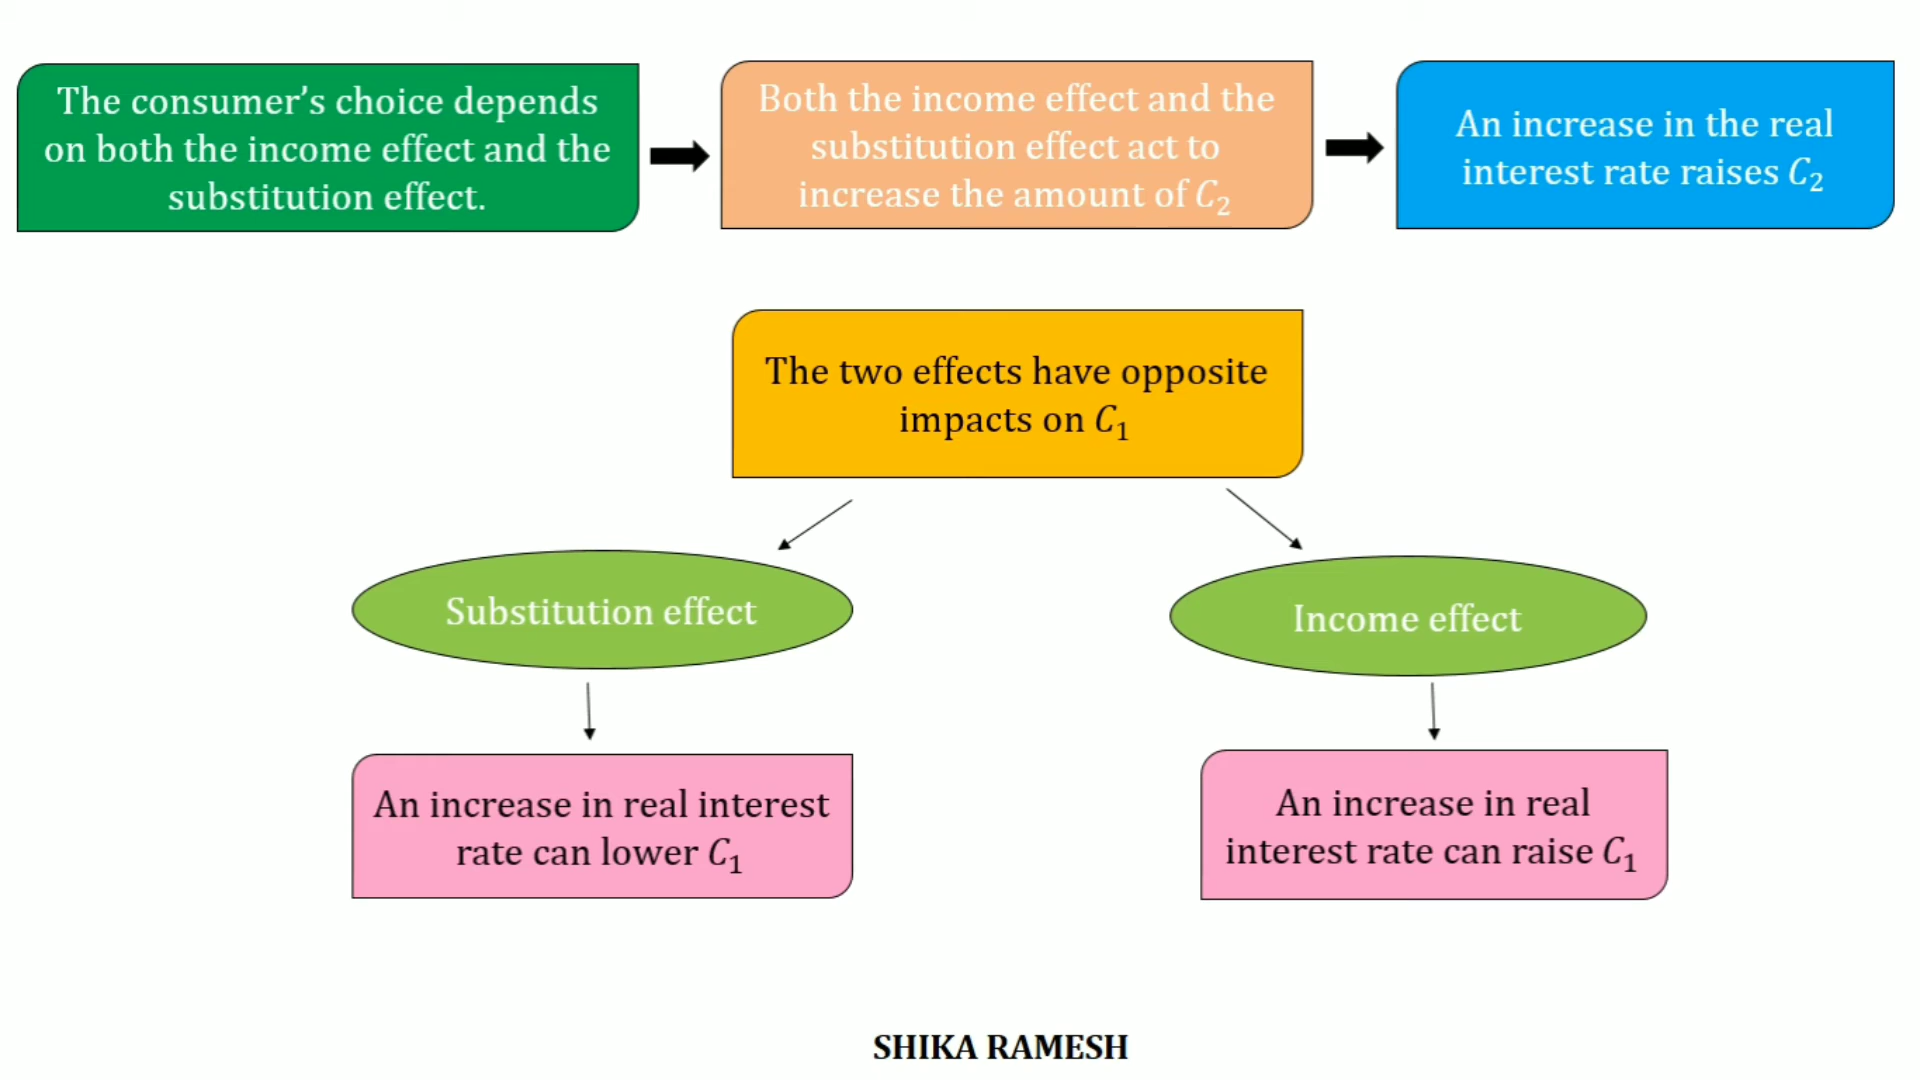 The consumer’s choice depends
on both the income effect and the
substitution effect.
Both the income effect and the
substitution effect act to
increase the amount of C₂
An increase in the real
interest rate raises C₂
The two effects have opposite
impacts on C₁
Substitution effect
Income effect
An increase in real interest
rate can lower C₁
An increase in real
interest rate can raise C₁
SHIKA RAMESH